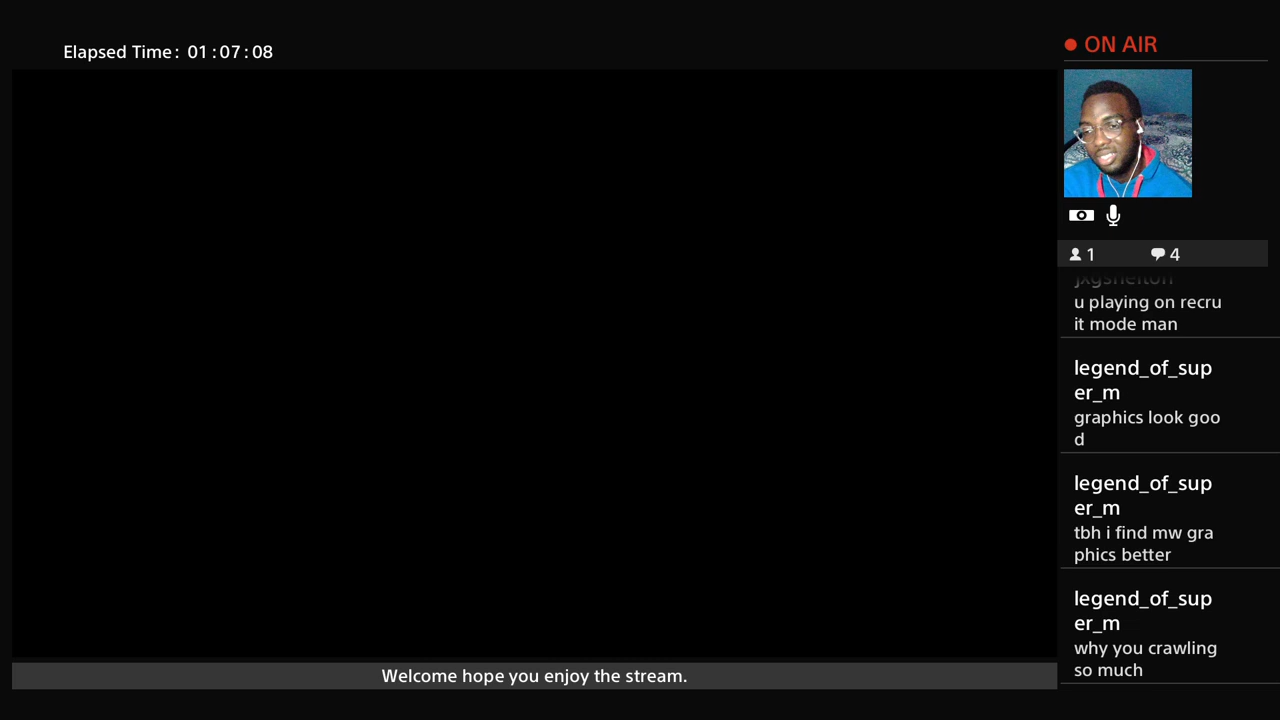 Elapsed Time: 01:07:08
ON AIR
1 4
u playing on recru
it mode man
legend_of_sup
er_m
graphics look goo
d
legend_of_sup
er_m
tbh i find mw gra
phics better
legend_of_sup
er_m
why you crawling
so much
Welcome hope you enjoy the stream.